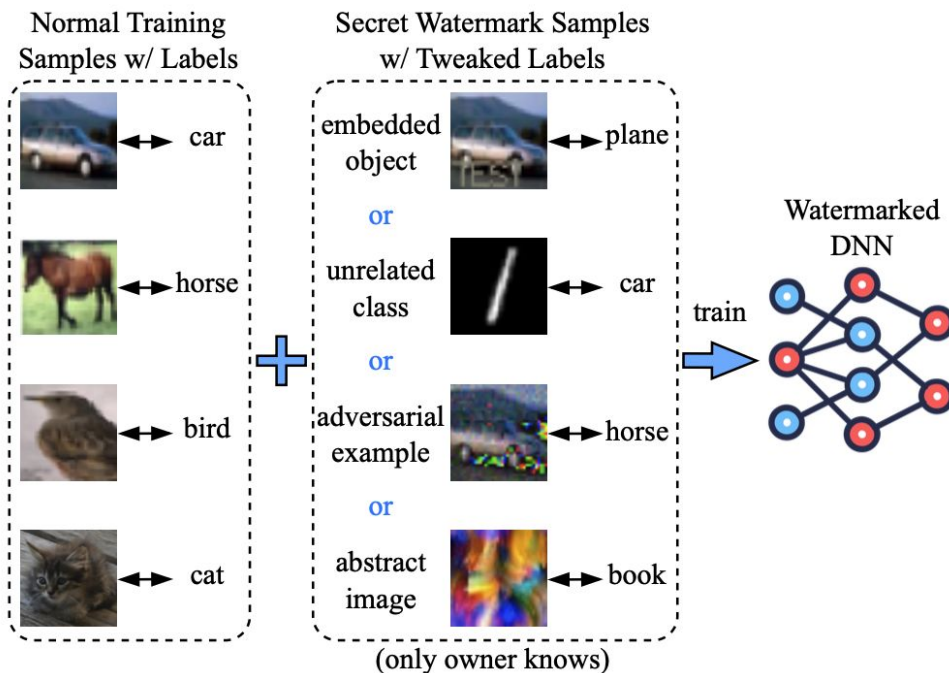 Normal Training
Samples w/ Labels
car
horse
bird
cat
Secret Watermark Samples
w/ Tweaked Labels
embedded
object
TEST
plane
or
unrelated
class
car
or
adversarial
example
horse
or
abstract
image
book
(only owner knows)
train
Watermarked
DNN